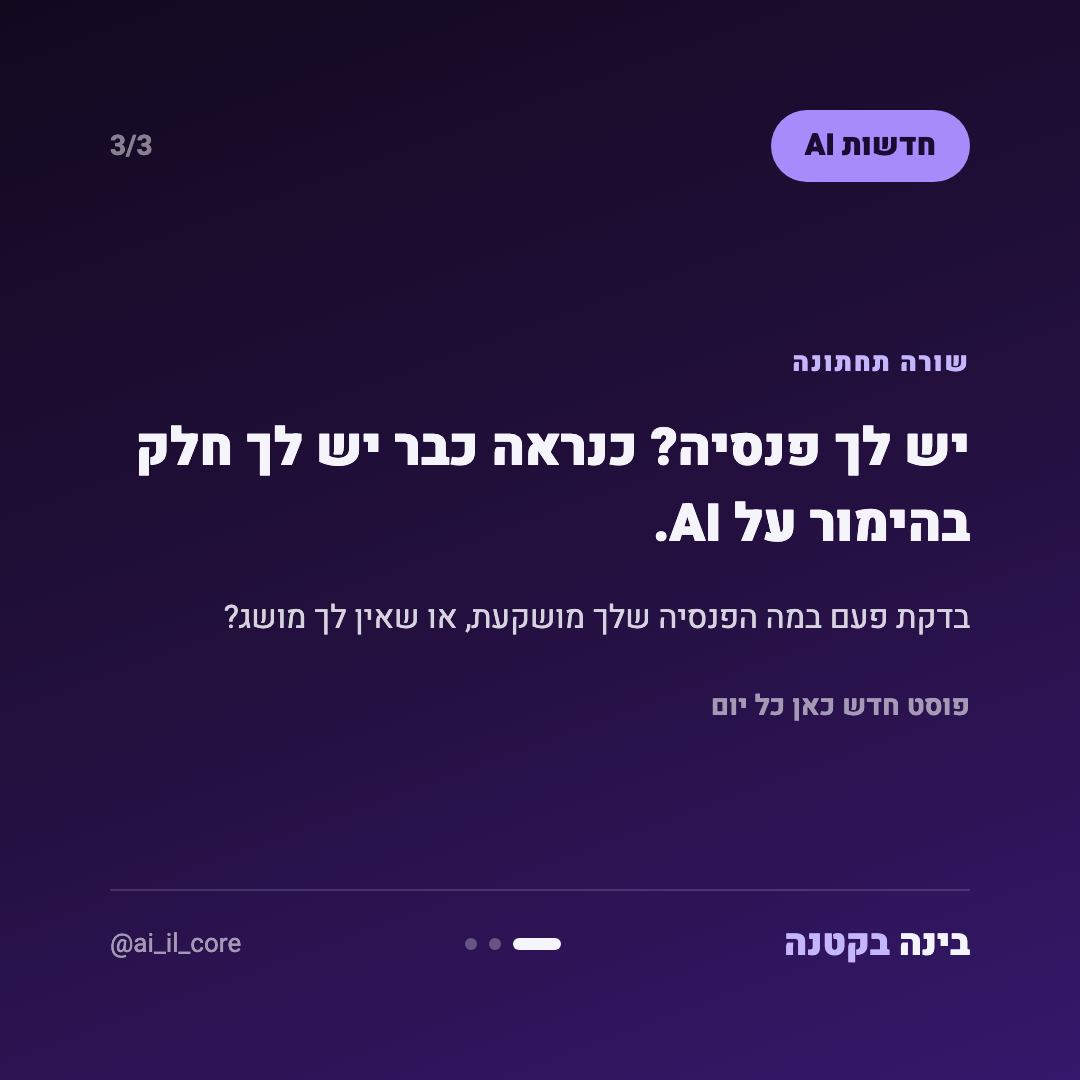 חדשות AI
3/3
שורה תחתונה
יש לך פנסיה? כנראה כבר יש לך חלק
בהימור על AI.
בדקת פעם במה הפנסיה שלך מושקעת, או שאין לך מושג?
פוסט חדש כאן כל יום
בינה בקטנה
@ai_il_core